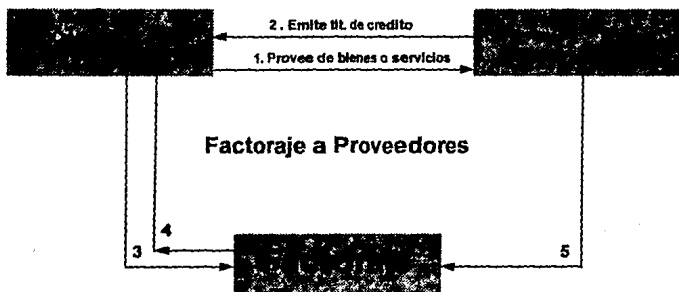 2 . Emite tit. de credito
1. Provee de bienes o servicios
Factoraje a Proveedores
4
3
5